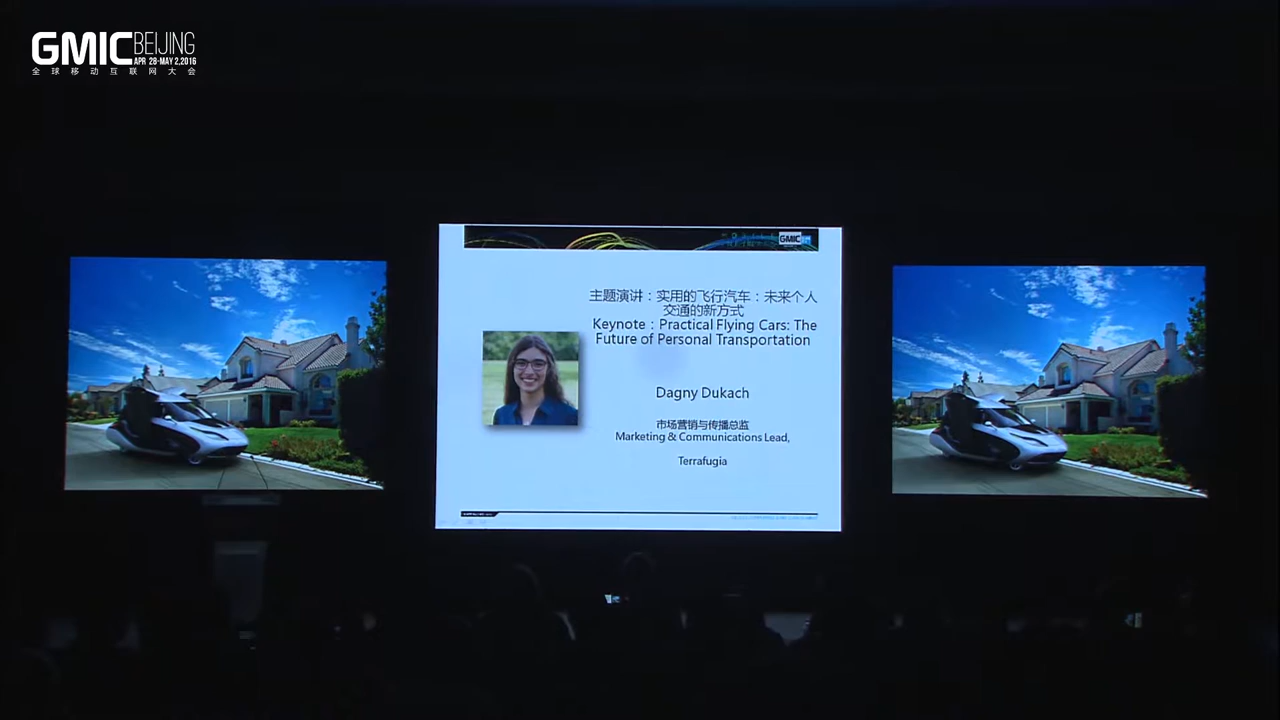 GMIC BEIJING
APR 28-MAY 2,2016
全球移动互联网大会
GMIC
主题演讲：实用的飞行汽车：未来个人
交通的新方式
Keynote：Practical Flying Cars: The
Future of Personal Transportation
Dagny Dukach
市场营销与传播总监
Marketing & Communications Lead,
Terrafugia